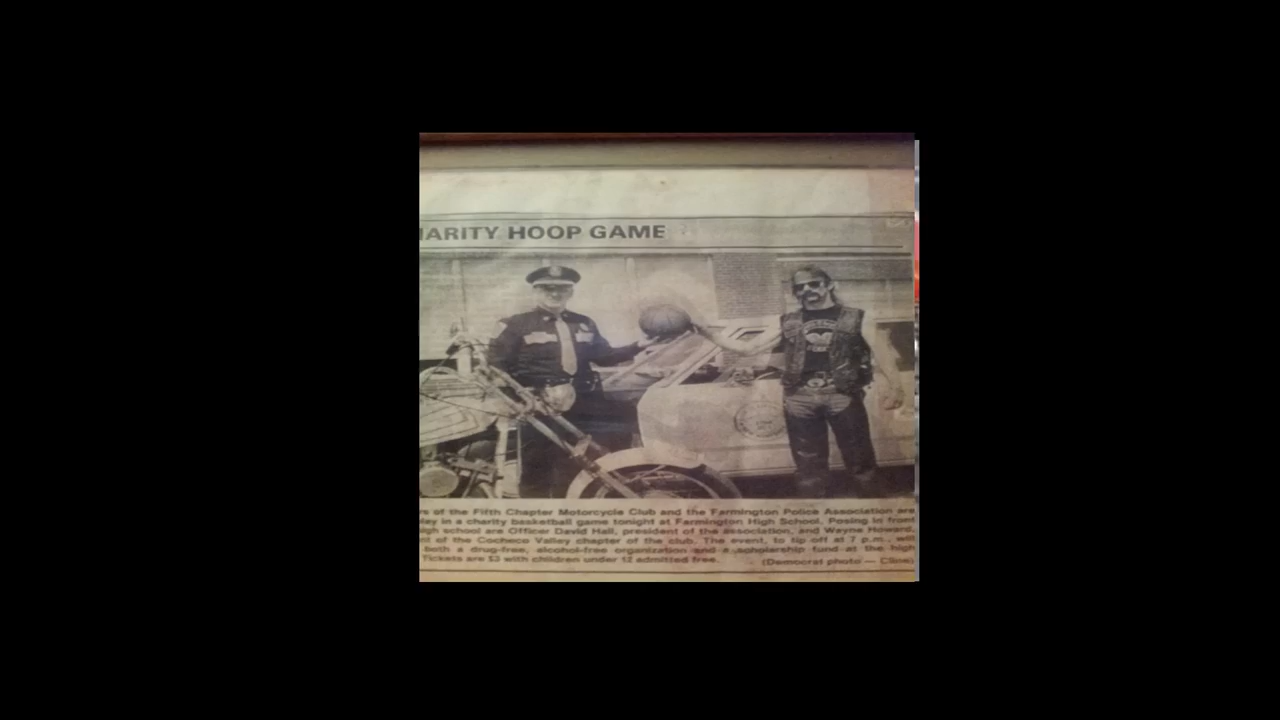 HARITY HOOP GAME
rs of the Fifth Chapter Motorcycle Club and the Farmington Police Association are
lay in a charity basketball game tonight at Farmington High School. Posing in front
igh school are Officer David Hall, president of the association, and Wayne Howard,
nt of the Cocheco Valley chapter of the club. The event, to tip off at 7 p.m., will
both a drug-free, alcohol-free organization and a scholarship fund at the high
Tickets are $3 with children under 12 admitted free. (Democrat photo — Cline)